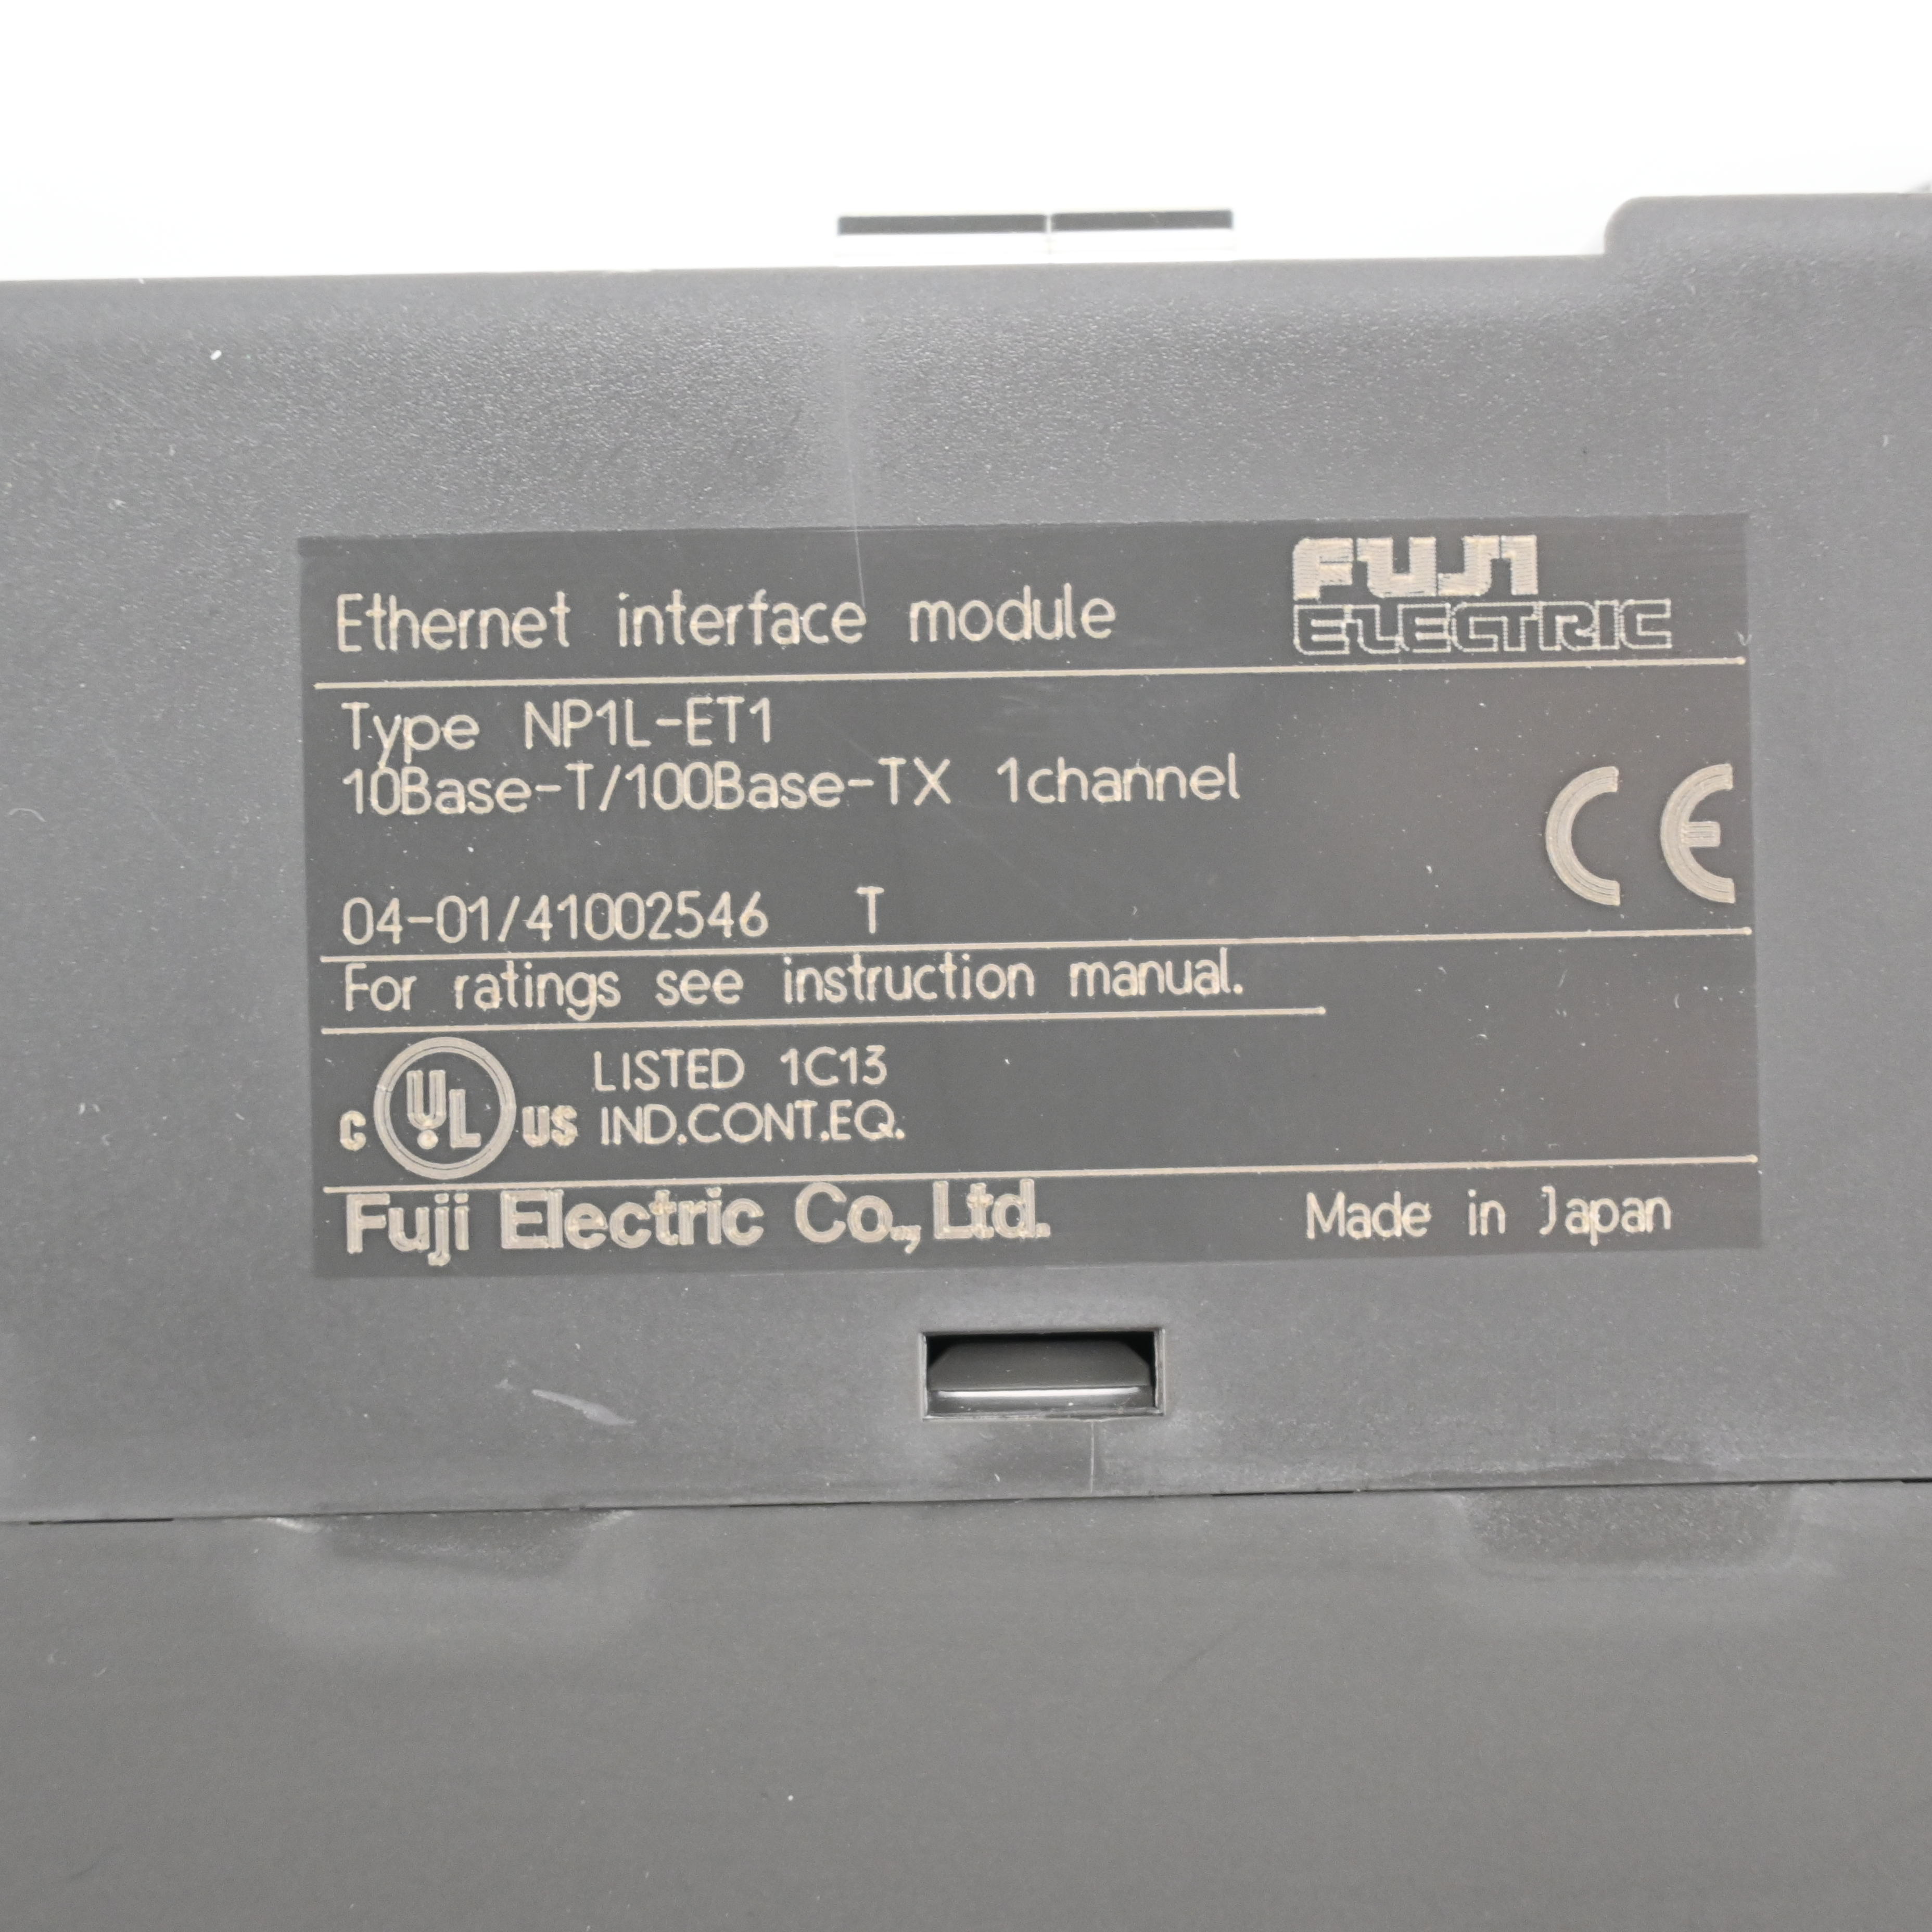 Ethernet interface module
FUJI
ELECTRIC
Type NP1L-ET1
10Base-T/100Base-TX 1channel
CE
04-01/41002546 T
For ratings see instruction manual.
C UL US LISTED 1C13
IND.CONT.EQ.
Fuji Electric Co., Ltd. Made in Japan